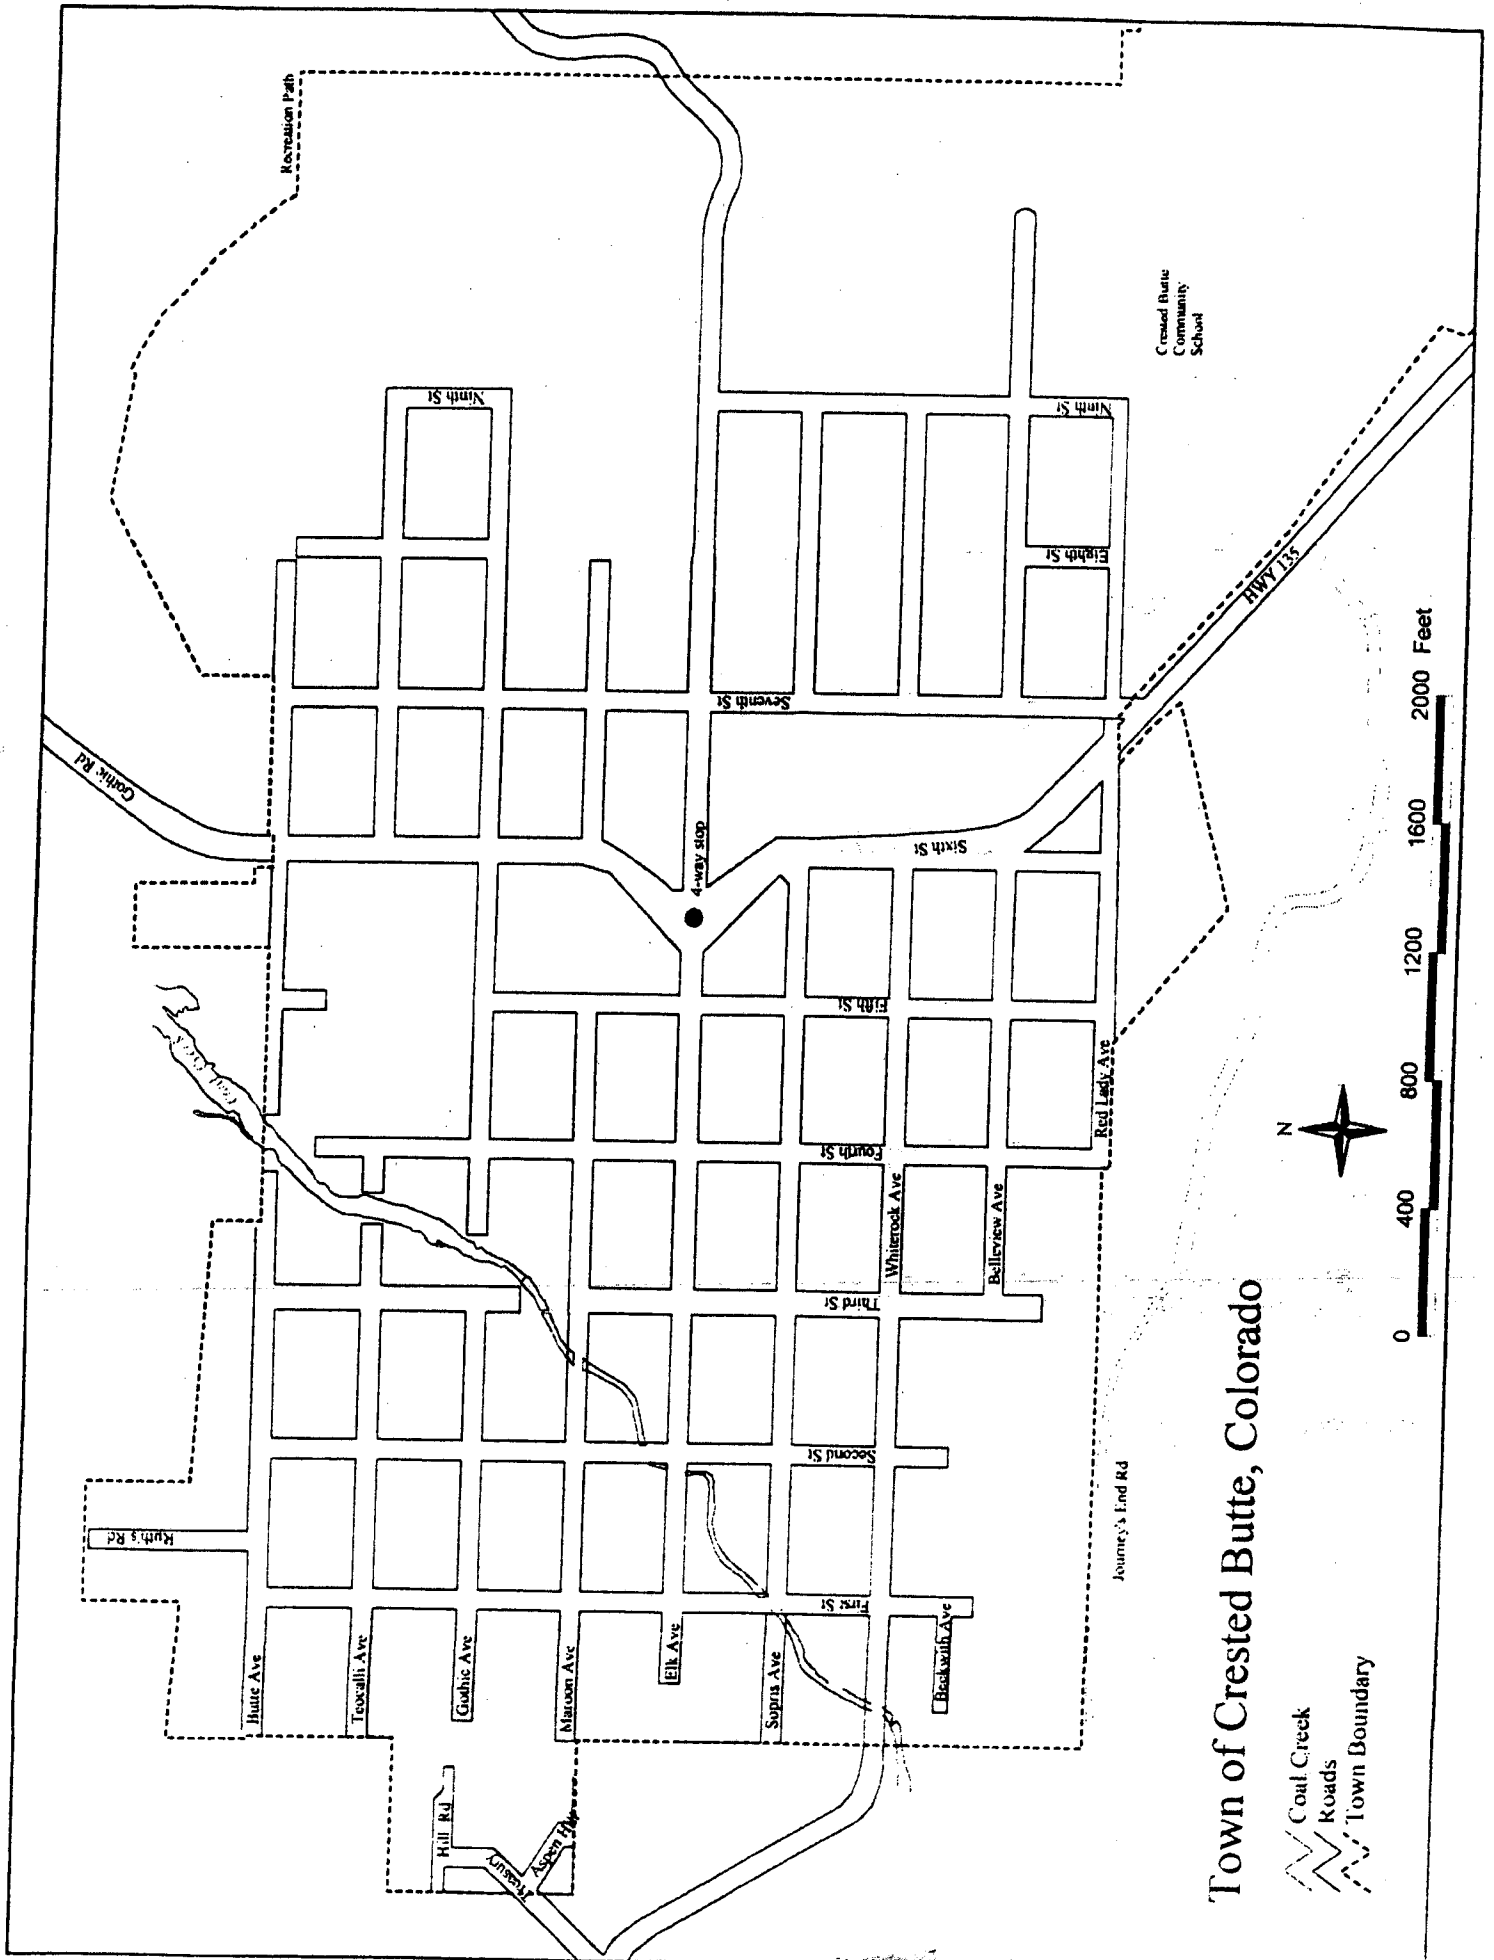 Recreation Path
Gothic Rd
Ninth St
Ninth St
Crested Butte
Community
School
Eighth St
HWY 135
Seventh St
4-way stop
Sixth St
Fifth St
Coal Creek
Red Lady Ave
Fourth St
Whiterock Ave
Belleview Ave
Third St
Second St
Ruth's Rd
First St
Journey's End Rd
Butte Ave
Teocalli Ave
Gothic Ave
Maroon Ave
Elk Ave
Sopris Ave
Beckwith Ave
Hill Rd
Treasury
Aspen Hill
N
0 400 800 1200 1600 2000 Feet
Town of Crested Butte, Colorado
Coal Creek
Roads
Town Boundary